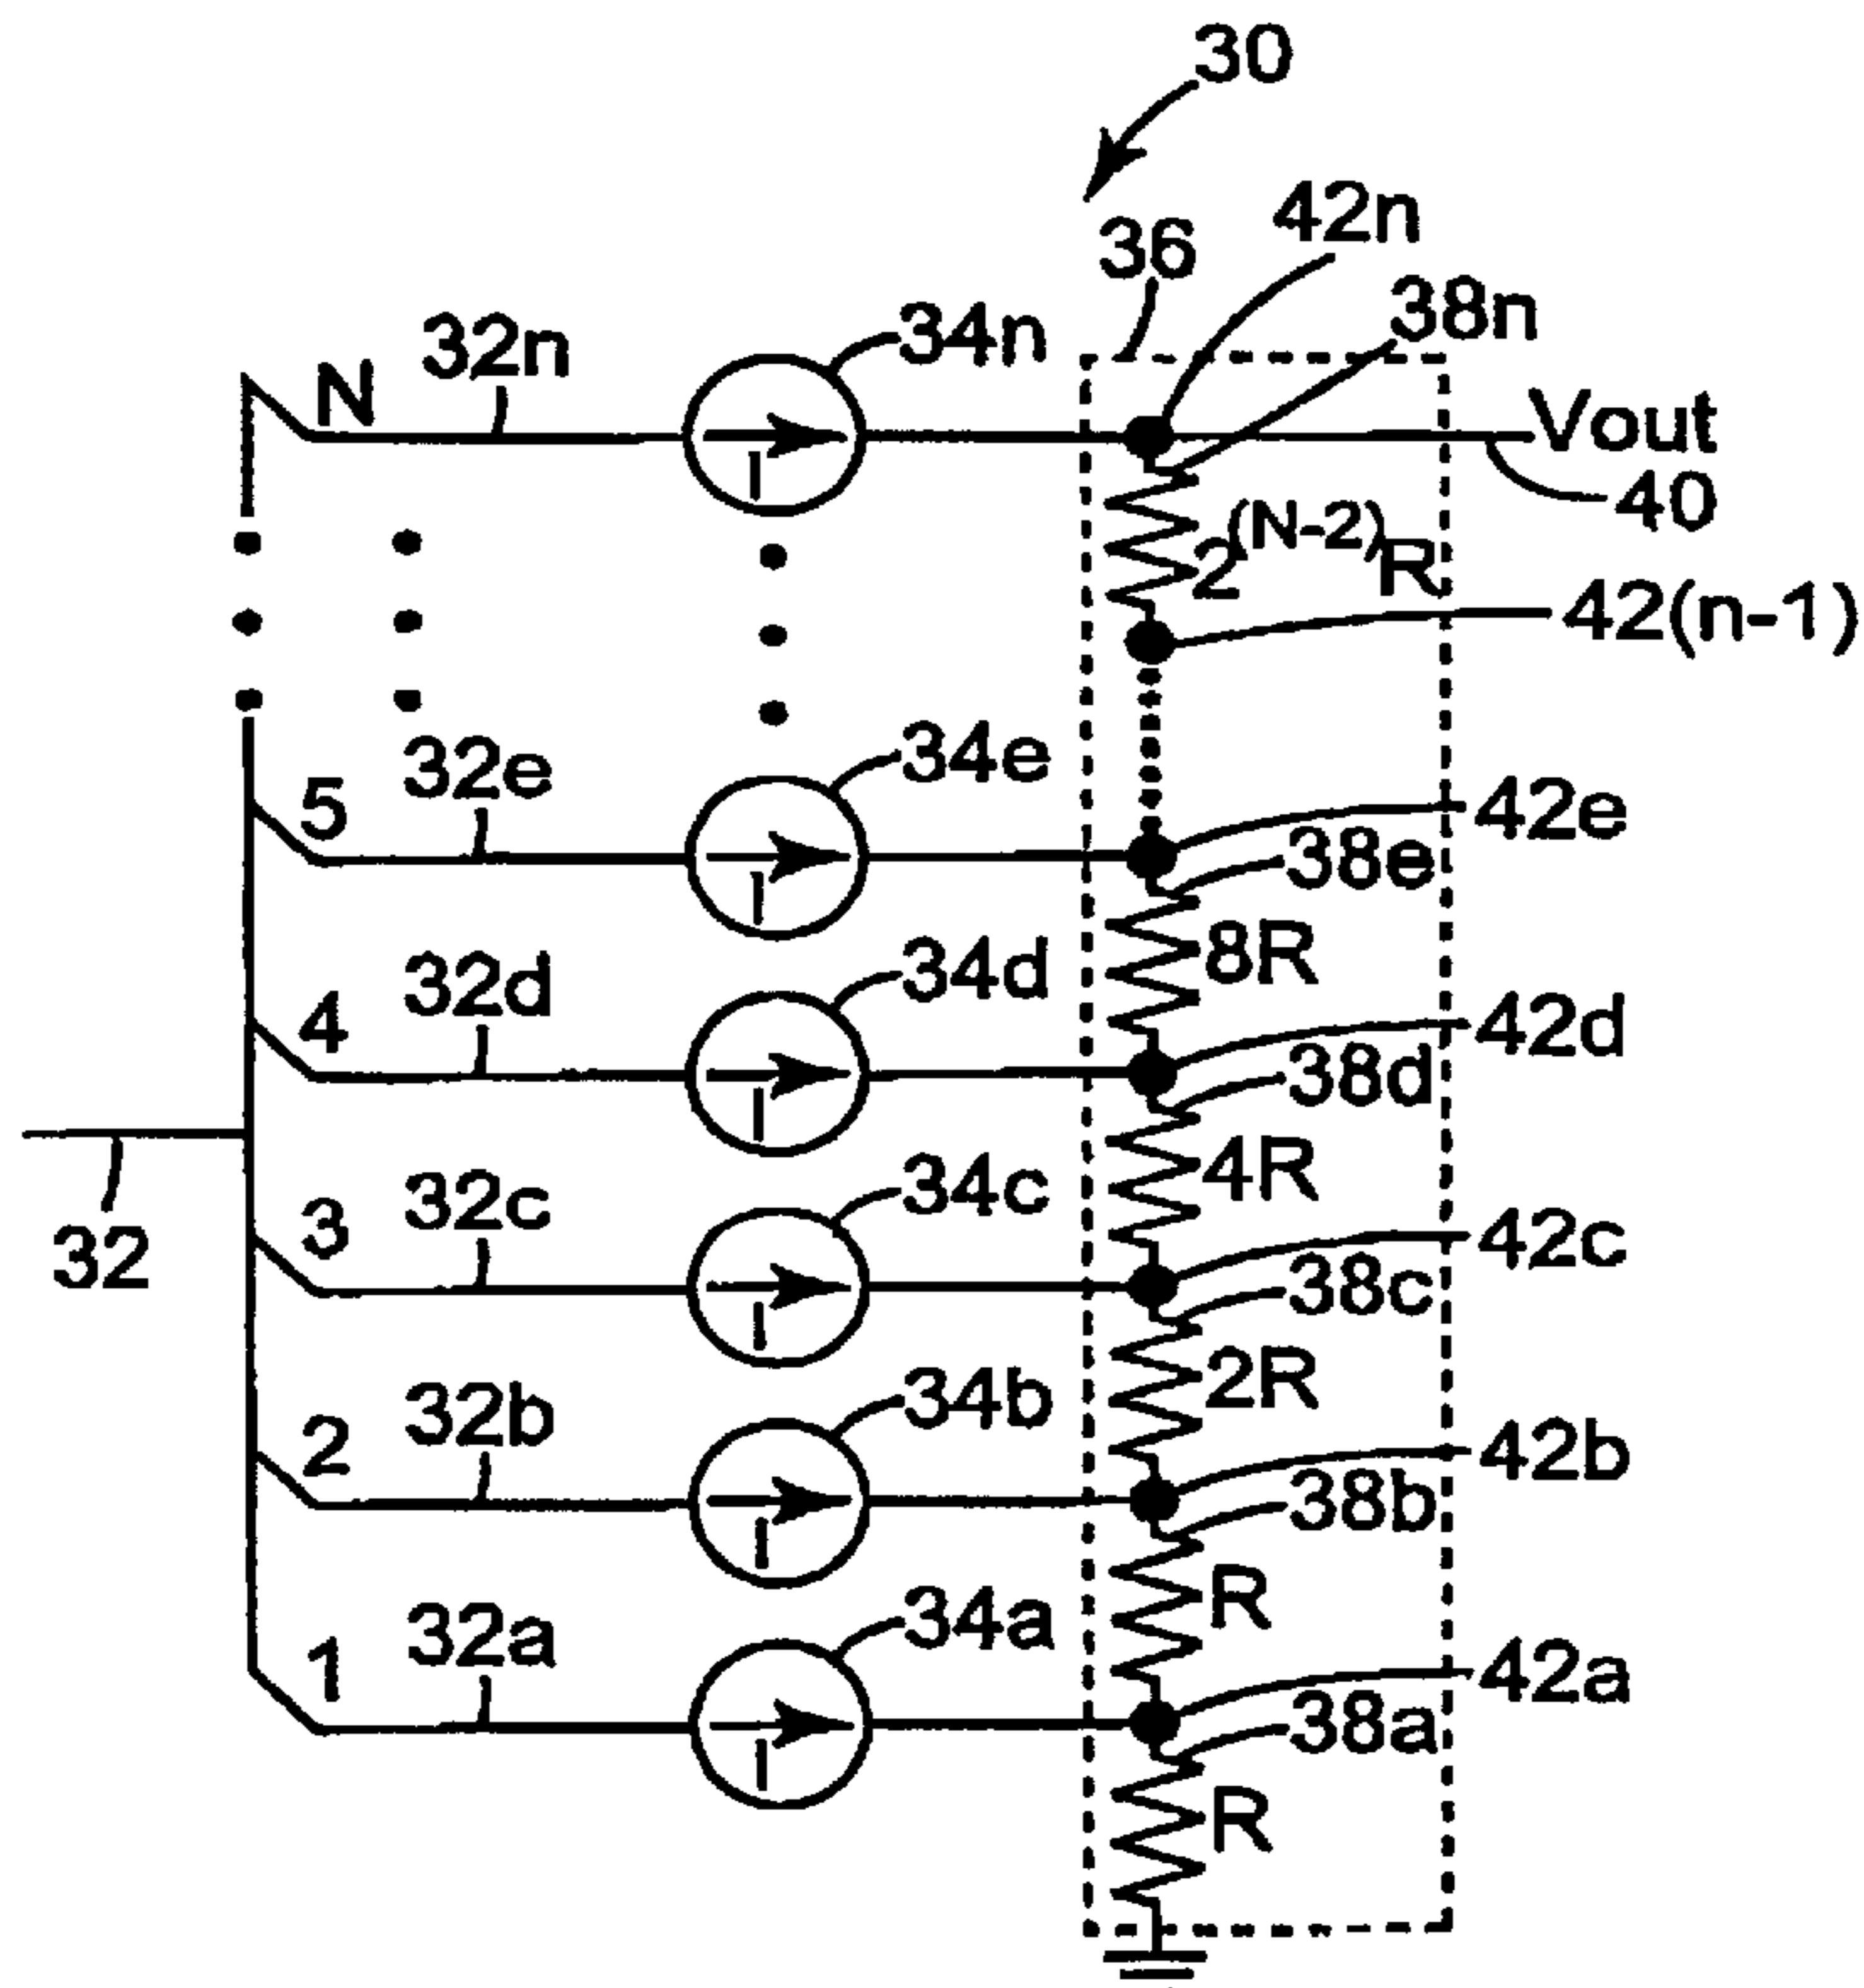 30
42n
36
38n
32n
34n
N
Vout
I
40
2(N-2)R
42(n-1)
32e
34e
5
42e
38e
I
8R
32d
34d
4
42d
38d
I
4R
32c
34c
3
42c
38c
I
32
2R
32b
34b
2
42b
38b
I
R
32a
34a
1
42a
38a
I
R